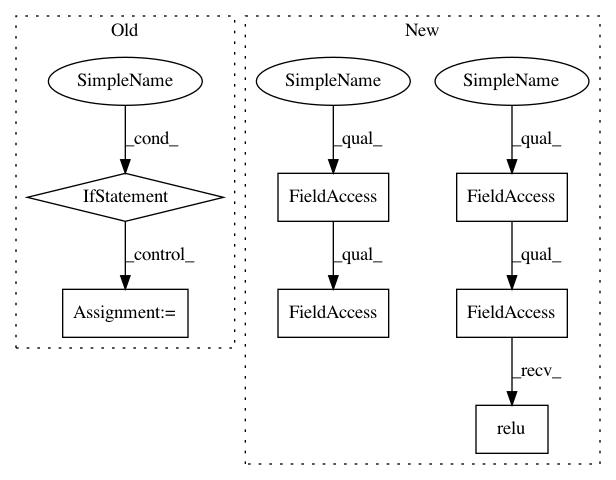 Old
New
SimpleName
SimpleName
SimpleName
_cond_
_qual_
_qual_
IfStatement
FieldAccess
FieldAccess
_control_
_qual_
_qual_
Assignment:=
FieldAccess
FieldAccess
_recv_
relu